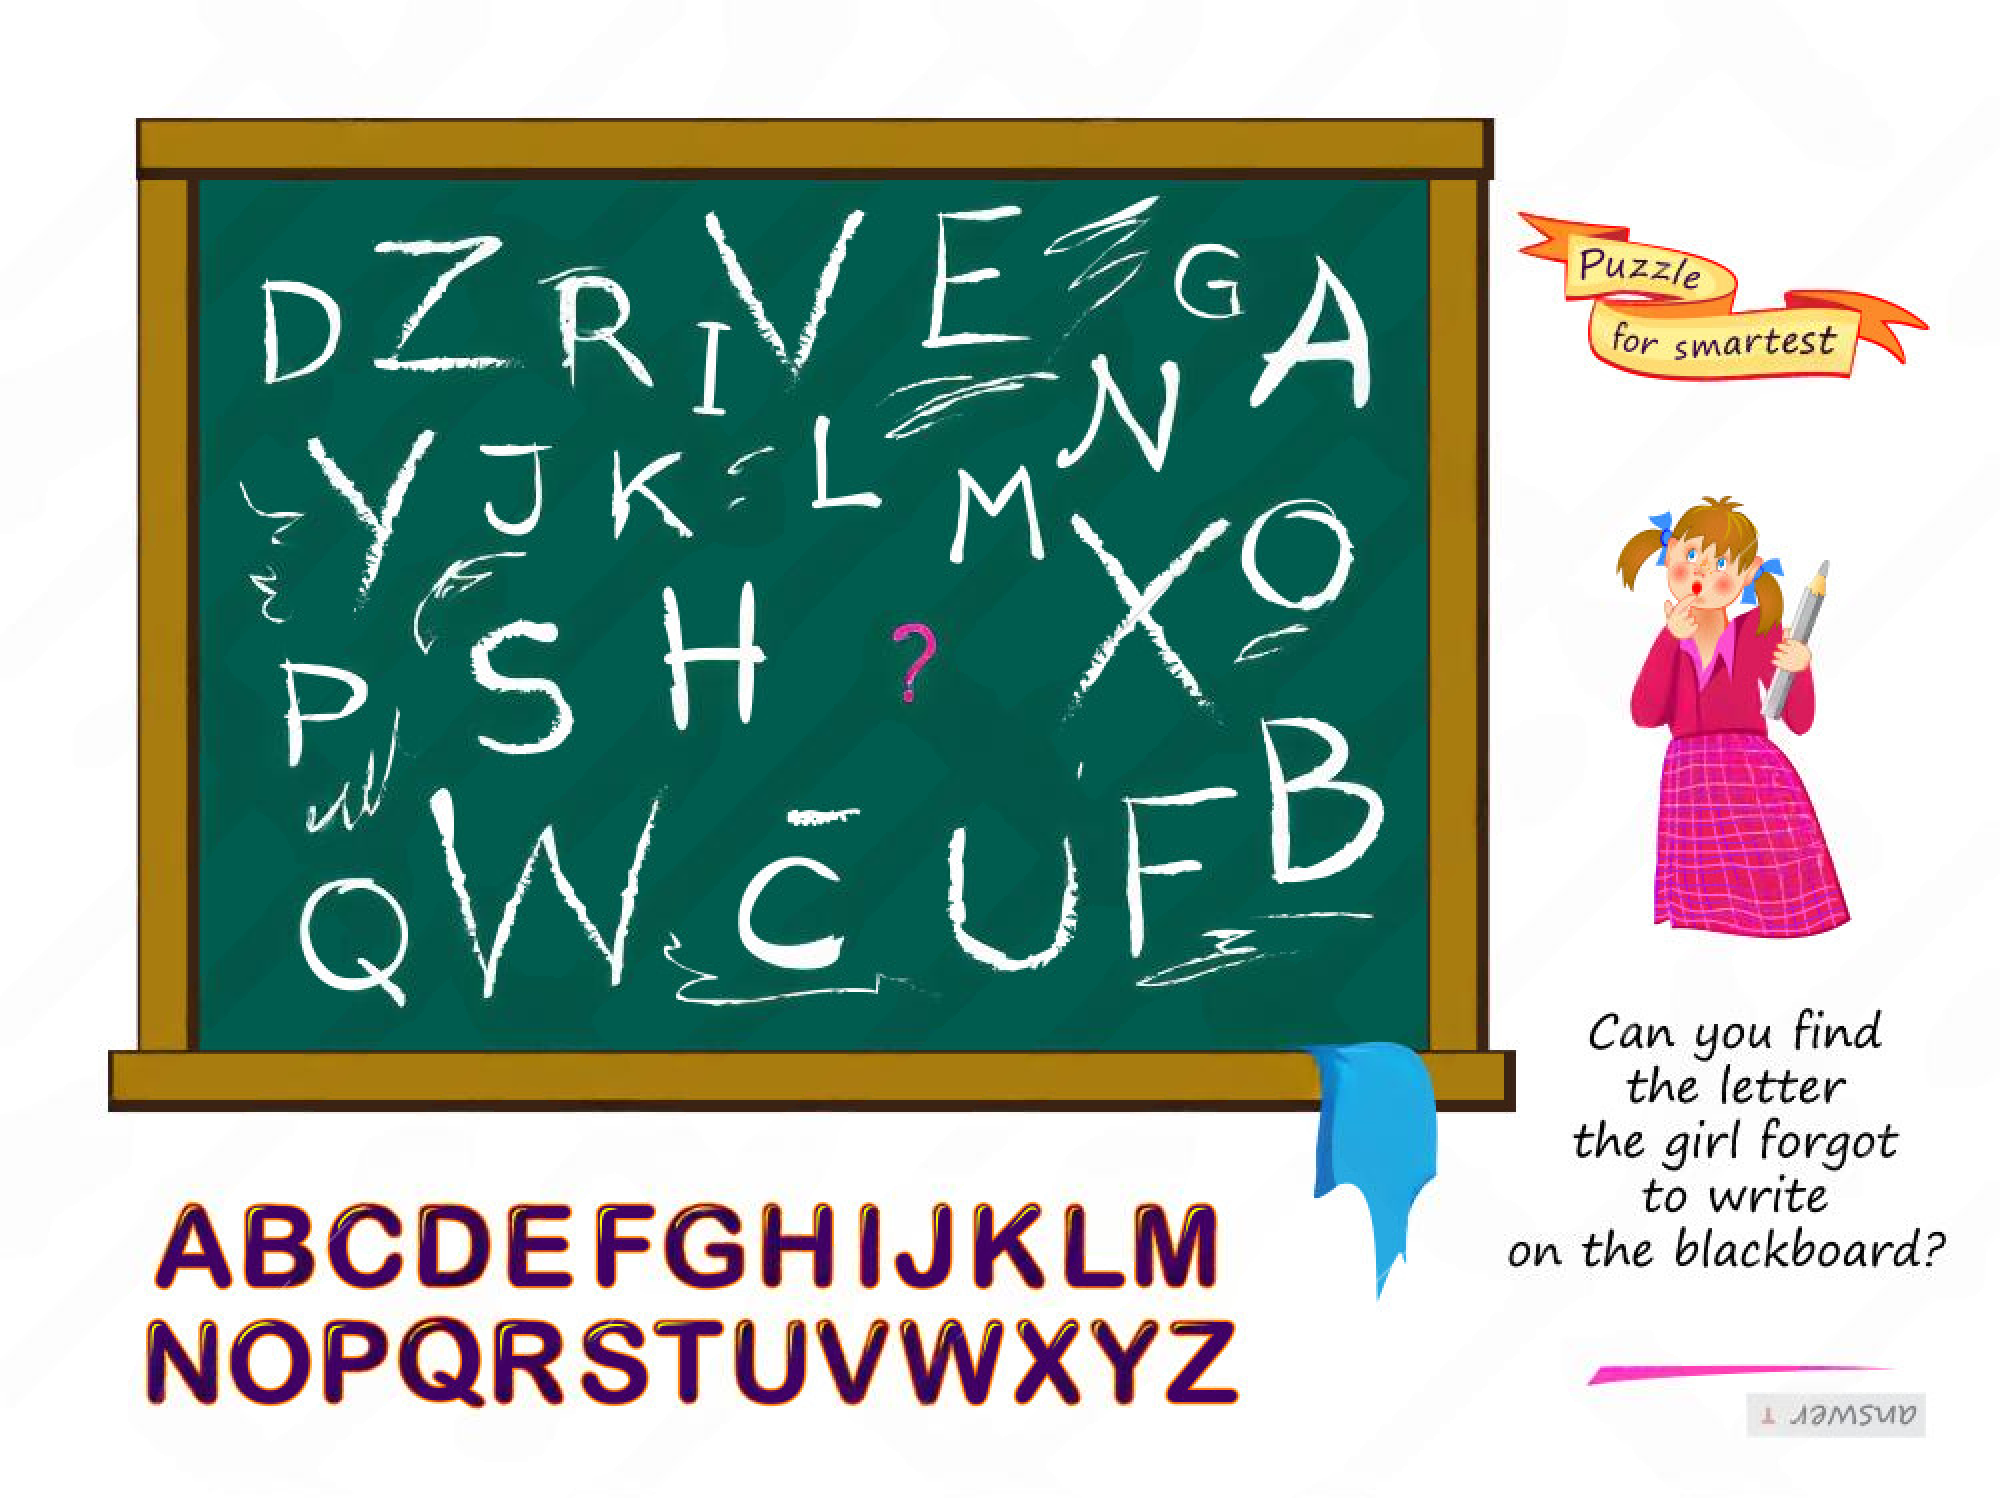 D Z R I V E G A
Y J K L M N
P S H ? X O
Q W C U F B
Puzzle
for smartest
Can you find
the letter
the girl forgot
to write
on the blackboard?
ABCDEFGHIJKLM
NOPQRSTUVWXYZ
answer T